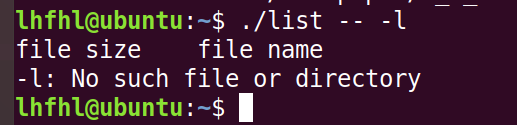 lhfhl@ubuntu:~$ ./list -- -l
file size    file name
-l: No such file or directory
lhfhl@ubuntu:~$